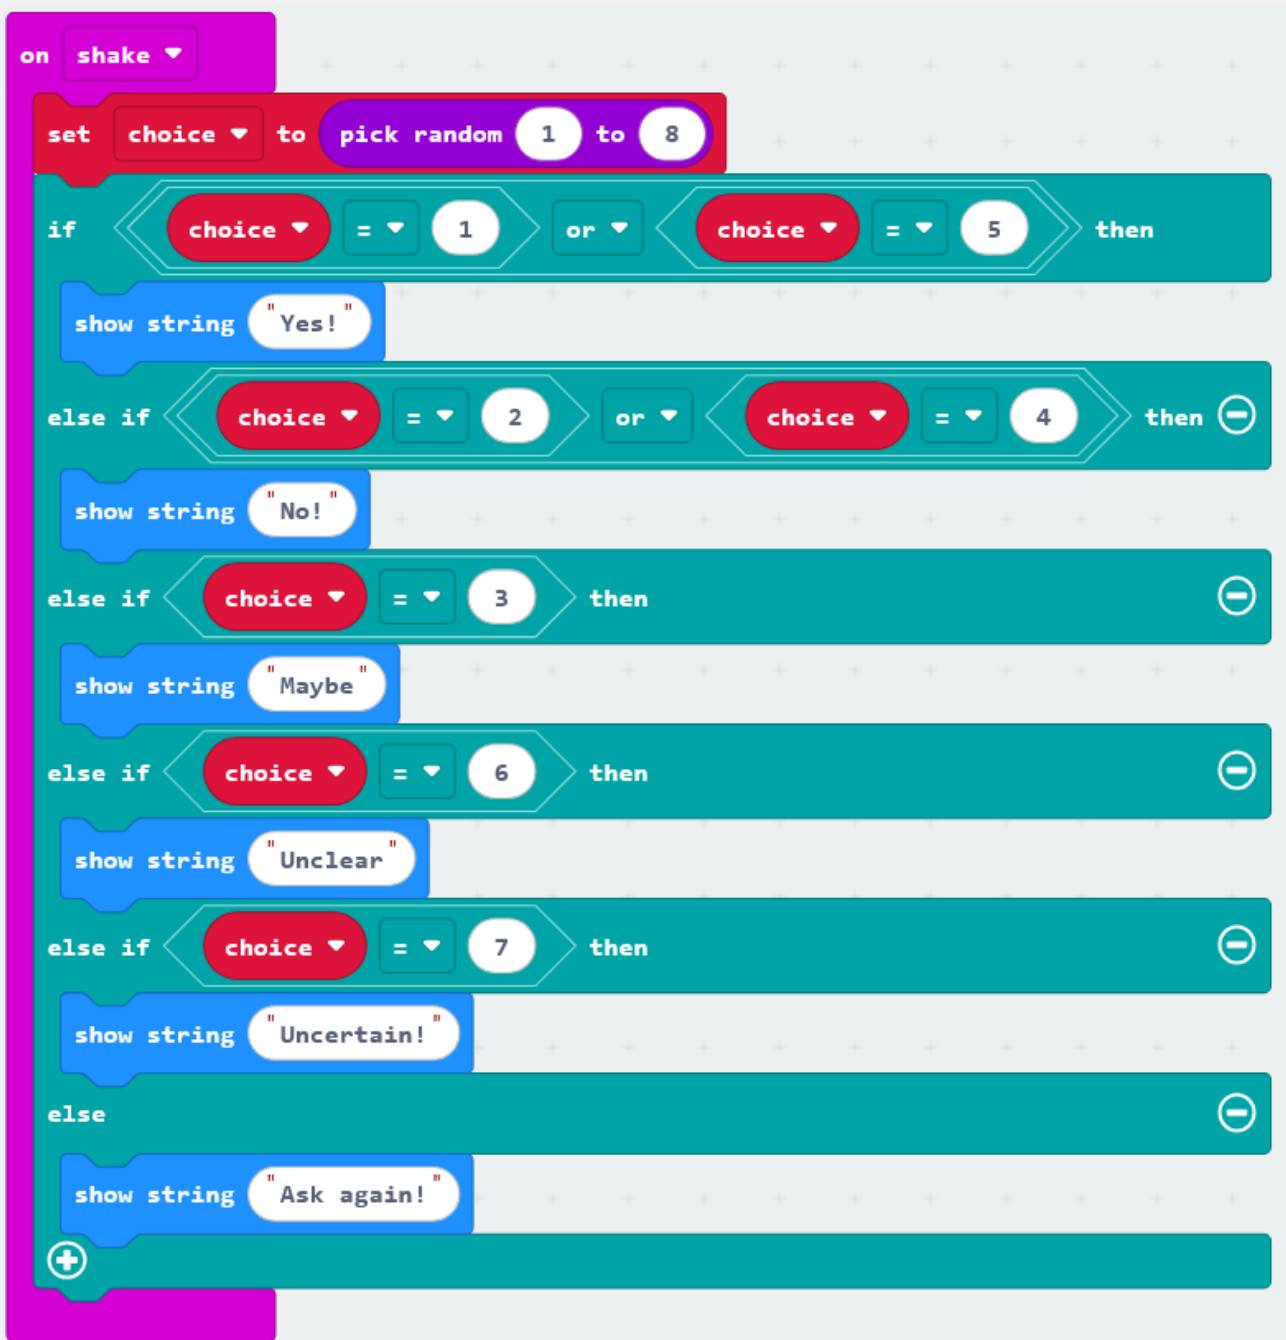 on shake
set choice to pick random 1 to 8
if choice = 1 or choice = 5 then
show string "Yes!"
else if choice = 2 or choice = 4 then
show string "No!"
else if choice = 3 then
show string "Maybe"
else if choice = 6 then
show string "Unclear"
else if choice = 7 then
show string "Uncertain!"
else
show string "Ask again!"